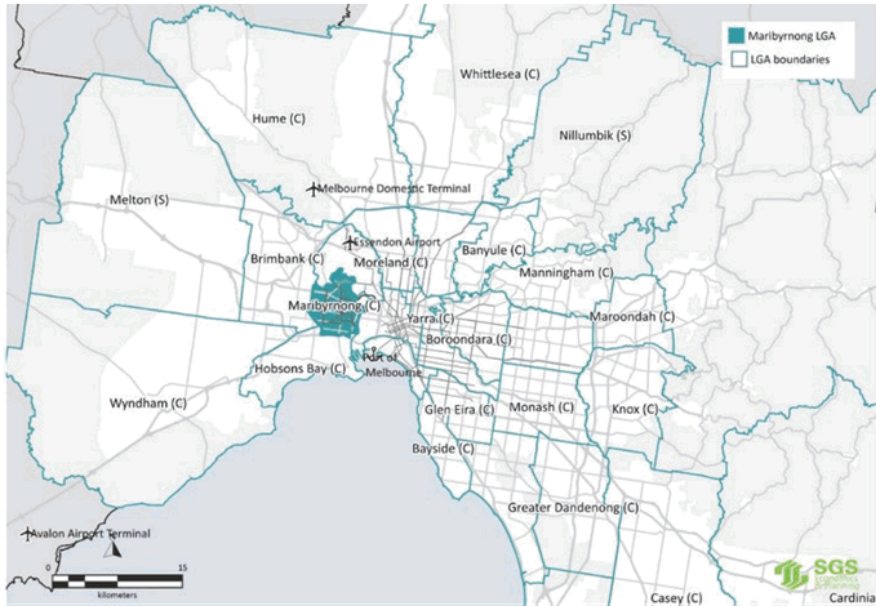 Maribyrnong LGA
LGA boundaries
Whittlesea (C)
Hume (C)
Nillumbik (S)
Melbourne Domestic Terminal
Melton (S)
Essendon Airport
Banyule (C)
Brimbank (C)
Moreland (C)
Manningham (C)
Maribyrnong (C)
Yarra (C)
Maroondah (C)
Boroondara (C)
Port of
Melbourne
Hobsons Bay (C)
Wyndham (C)
Glen Eira (C)
Monash (C)
Knox (C)
Bayside (C)
Greater Dandenong (C)
Avalon Airport Terminal
0
15
kilometers
SGS
Economics
& Planning
Casey (C)
Cardinia